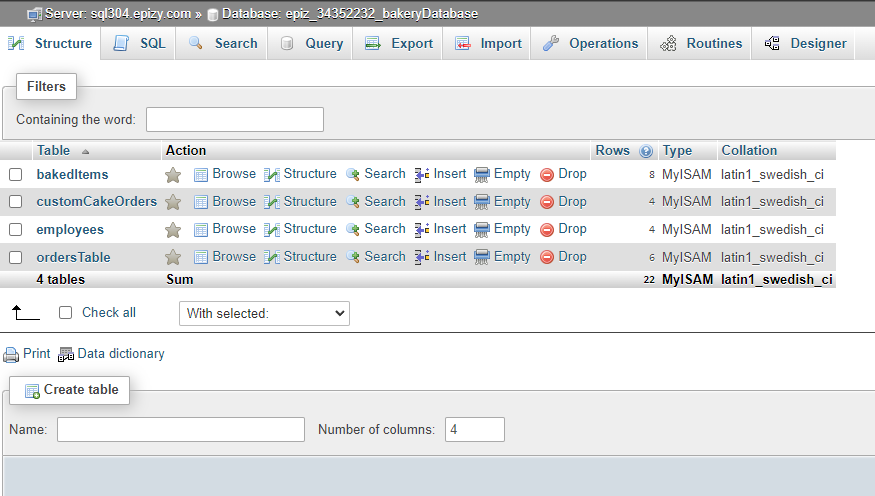 Server: sql304.epizy.com » Database: epiz_34352232_bakeryDatabase
Structure SQL Search Query Export Import Operations Routines Designer
Filters
Containing the word:
Table Action Rows Type Collation
bakedItems Browse Structure Search Insert Empty Drop 8 MyISAM latin1_swedish_ci
customCakeOrders Browse Structure Search Insert Empty Drop 4 MyISAM latin1_swedish_ci
employees Browse Structure Search Insert Empty Drop 4 MyISAM latin1_swedish_ci
ordersTable Browse Structure Search Insert Empty Drop 6 MyISAM latin1_swedish_ci
4 tables Sum 22 MyISAM latin1_swedish_ci
Check all With selected:
Print Data dictionary
Create table
Name: Number of columns: 4